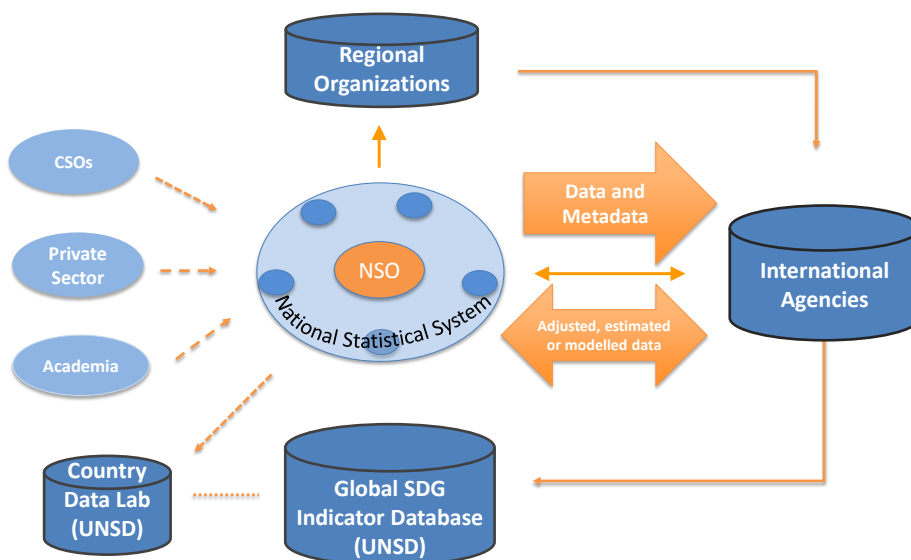 Regional
Organizations
CSOs
Data and
Metadata
Private
Sector
NSO
International
Agencies
National Statistical System
Adjusted, estimated
or modelled data
Academia
Country
Data Lab
(UNSD)
Global SDG
Indicator Database
(UNSD)